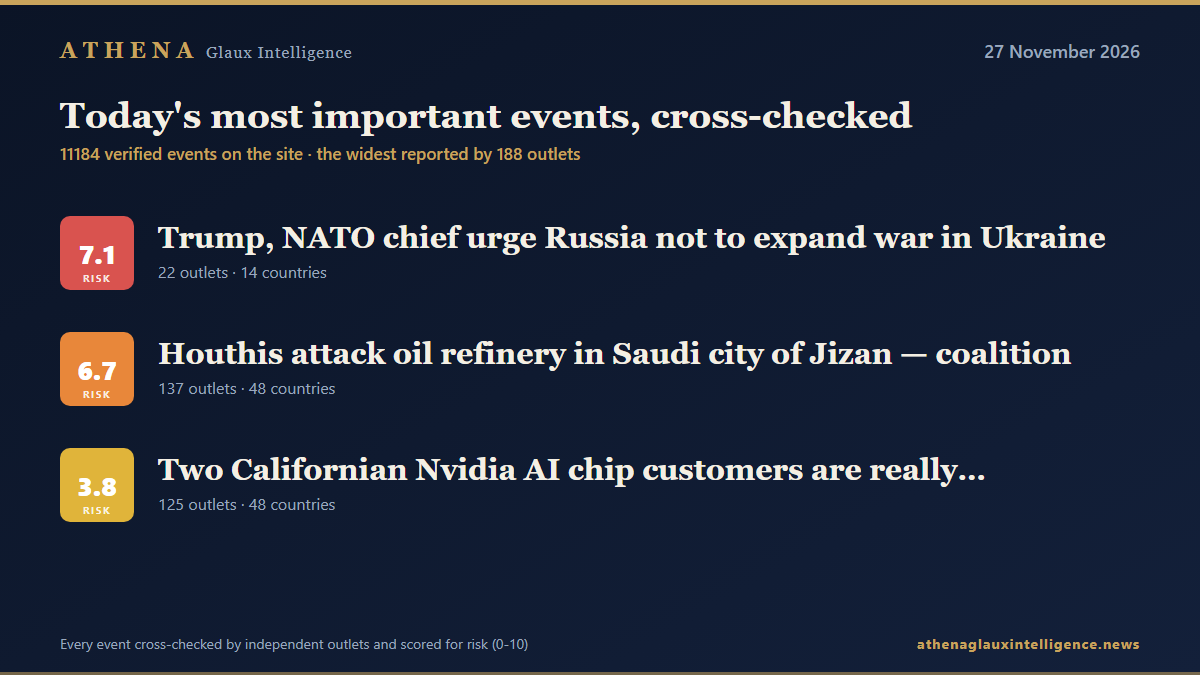 ATHENA Glaux Intelligence
27 November 2026
Today's most important events, cross-checked
11184 verified events on the site · the widest reported by 188 outlets
7.1
RISK
Trump, NATO chief urge Russia not to expand war in Ukraine
22 outlets · 14 countries
6.7
RISK
Houthis attack oil refinery in Saudi city of Jizan — coalition
137 outlets · 48 countries
3.8
RISK
Two Californian Nvidia AI chip customers are really...
125 outlets · 48 countries
Every event cross-checked by independent outlets and scored for risk (0-10)
athenaglauxintelligence.news